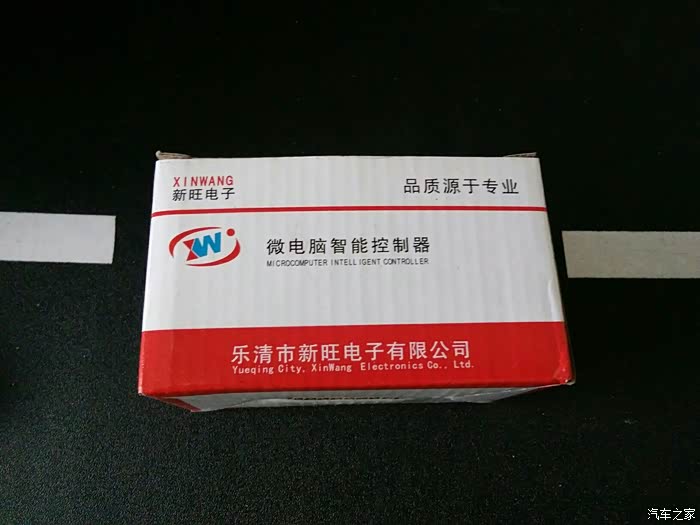 XINWANG
新旺电子
品质源于专业
XW
微电脑智能控制器
MICROCOMPUTER INTELLIGENT CONTROLLER
乐清市新旺电子有限公司
Yueqing City, XinWang Electronics Co., Ltd.
汽车之家